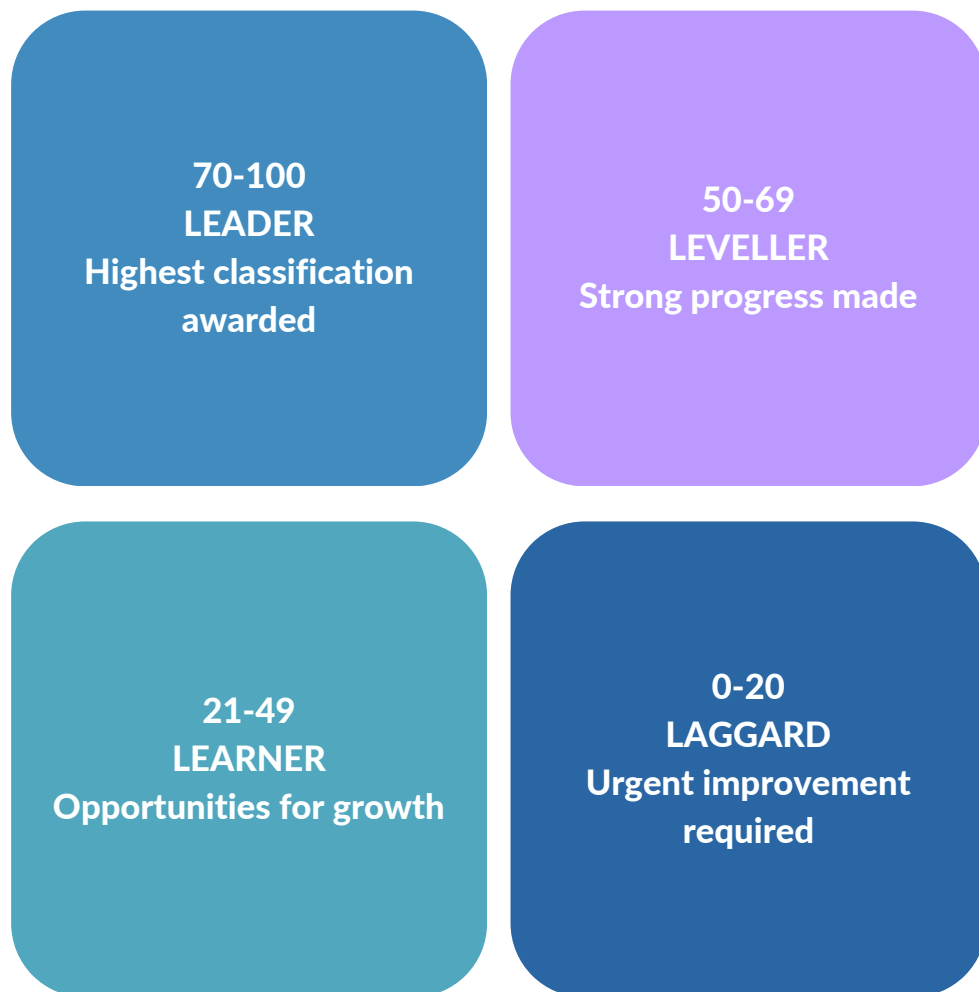 70-100
LEADER
Highest classification
awarded
50-69
LEVELLER
Strong progress made
21-49
LEARNER
Opportunities for growth
0-20
LAGGARD
Urgent improvement
required